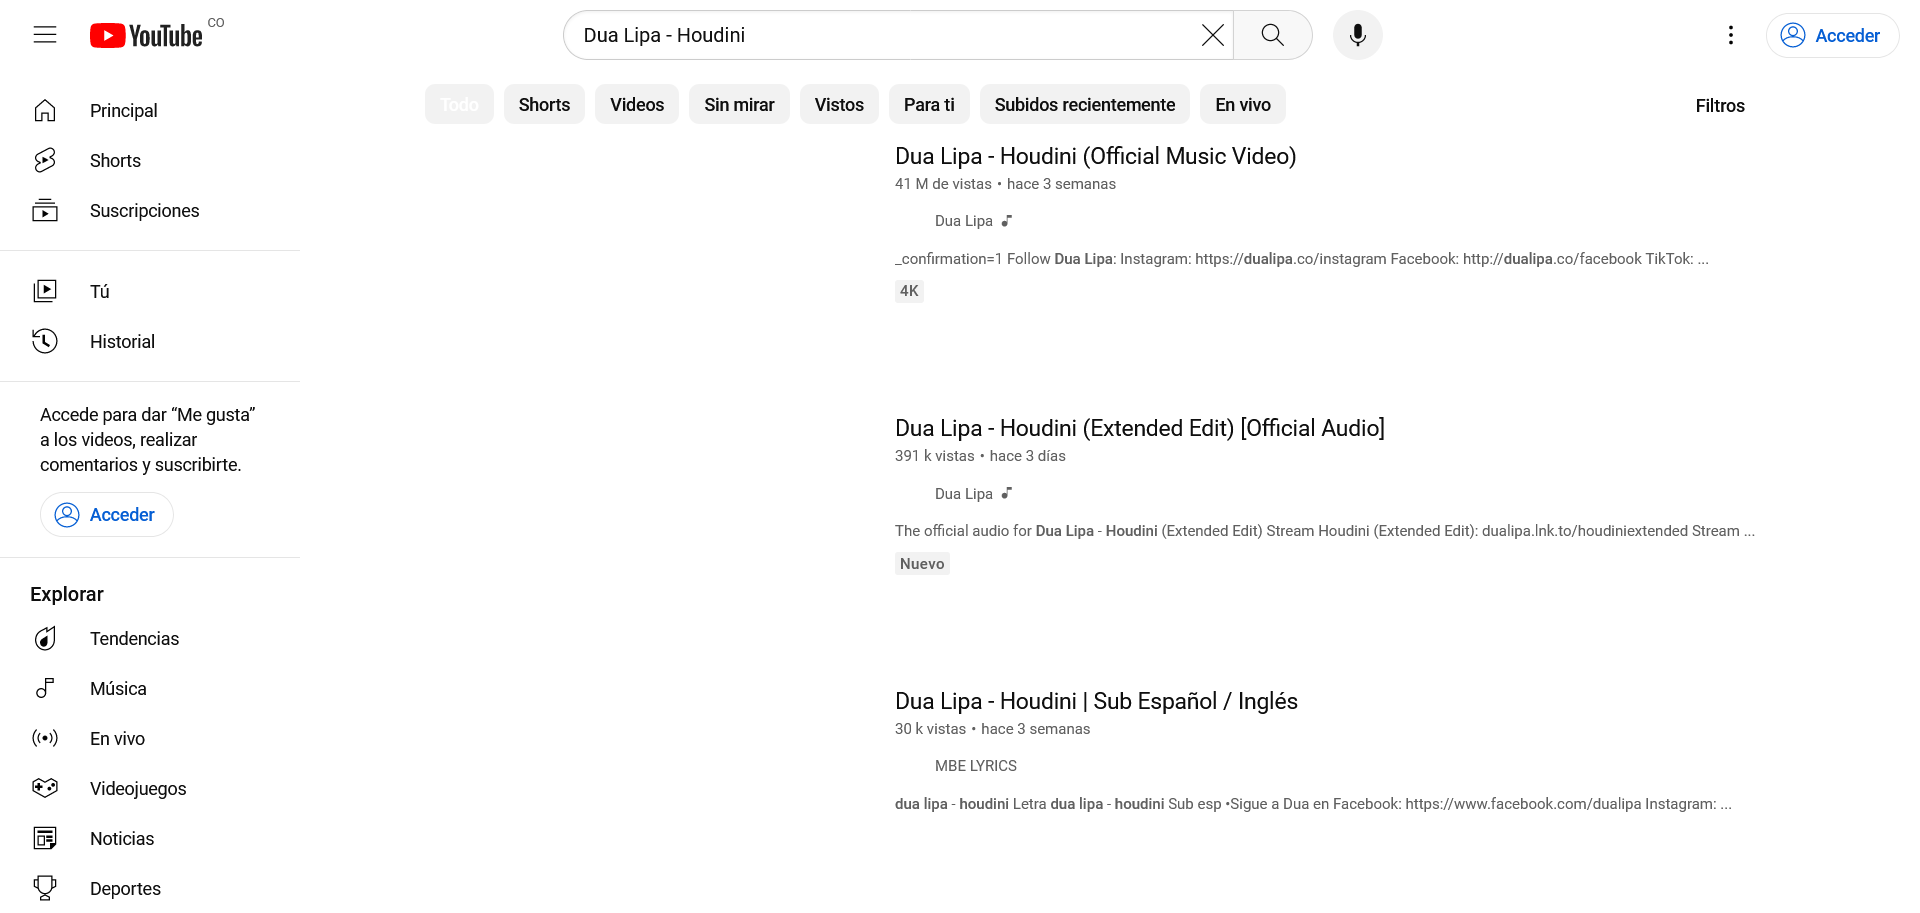 YouTube CO
Dua Lipa - Houdini
Acceder
Todo
Shorts
Videos
Sin mirar
Vistos
Para ti
Subidos recientemente
En vivo
Filtros
Principal
Shorts
Suscripciones
Tú
Historial
Accede para dar “Me gusta”
a los videos, realizar
comentarios y suscribirte.
Acceder
Explorar
Tendencias
Música
En vivo
Videojuegos
Noticias
Deportes
Dua Lipa - Houdini (Official Music Video)
41 M de vistas • hace 3 semanas
Dua Lipa
_confirmation=1 Follow Dua Lipa: Instagram: https://dualipa.co/instagram Facebook: http://dualipa.co/facebook TikTok: ...
4K
Dua Lipa - Houdini (Extended Edit) [Official Audio]
391 k vistas • hace 3 días
Dua Lipa
The official audio for Dua Lipa - Houdini (Extended Edit) Stream Houdini (Extended Edit): dualipa.lnk.to/houdiniextended Stream ...
Nuevo
Dua Lipa - Houdini | Sub Español / Inglés
30 k vistas • hace 3 semanas
MBE LYRICS
dua lipa - houdini Letra dua lipa - houdini Sub esp •Sigue a Dua en Facebook: https://www.facebook.com/dualipa Instagram: ...